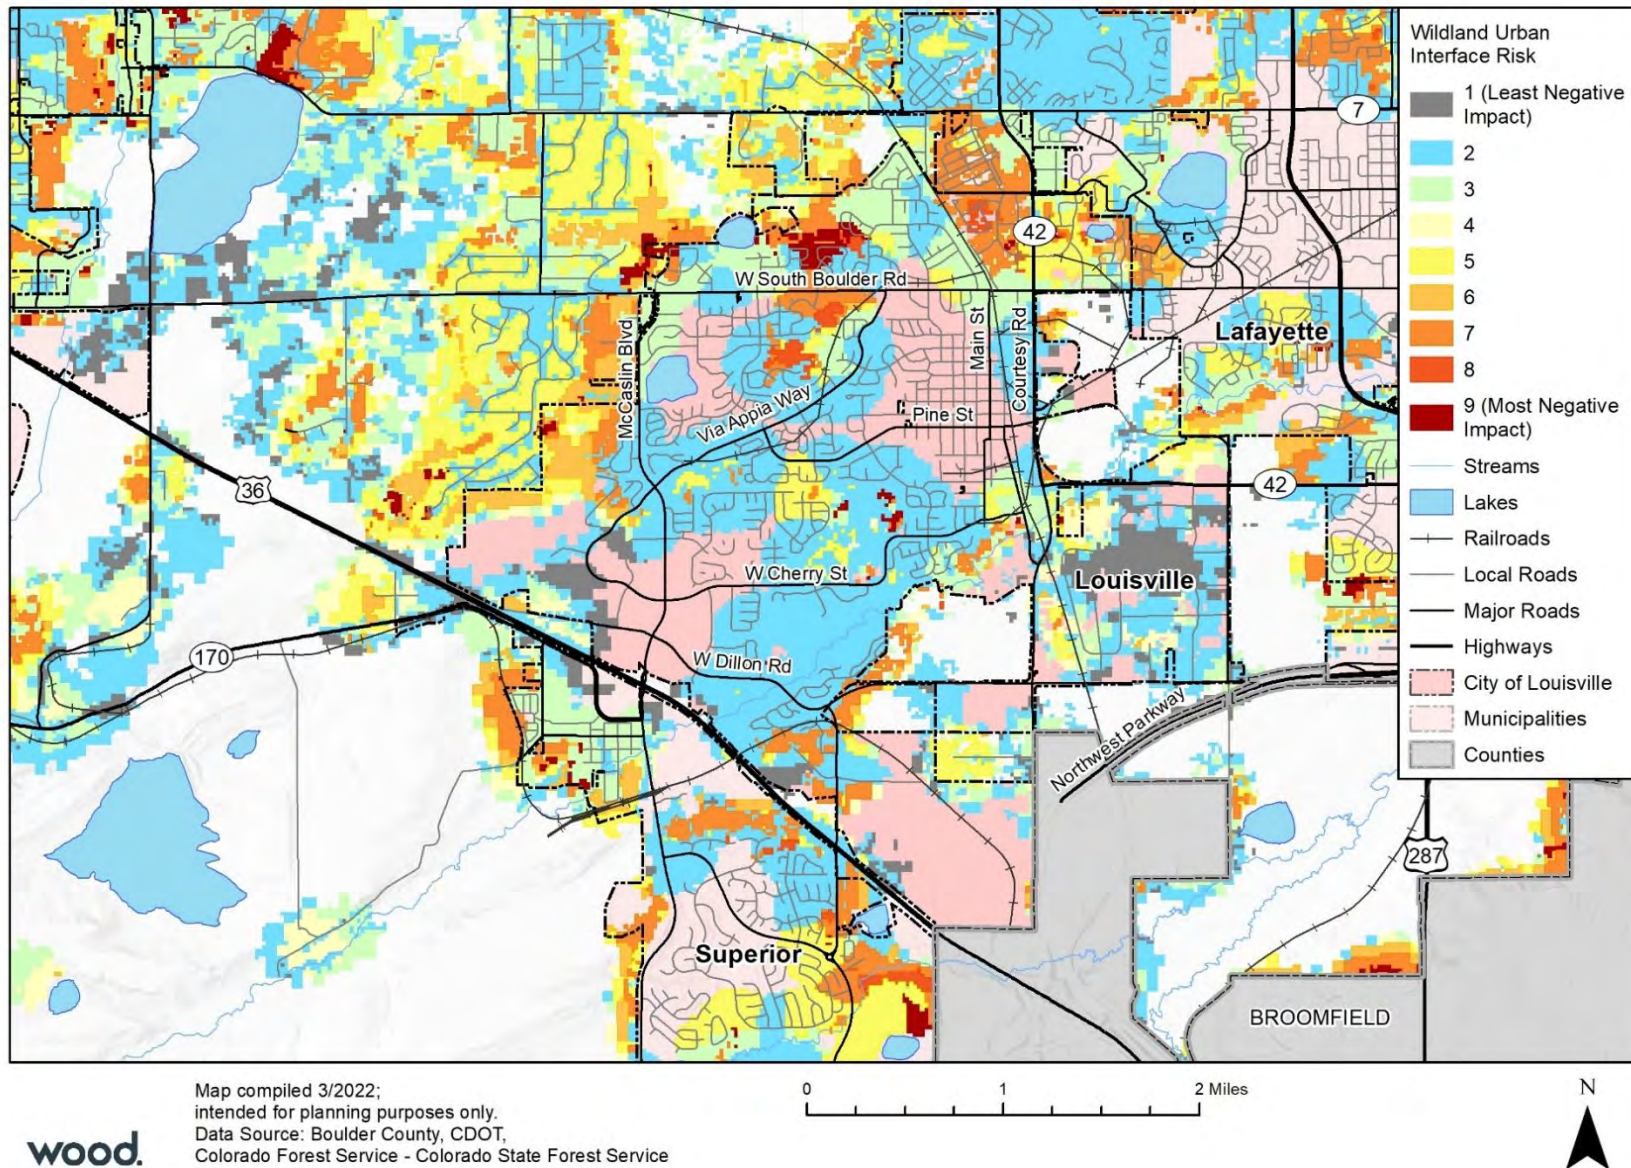 Wildland Urban
Interface Risk
1 (Least Negative
Impact)
2
3
4
5
6
7
8
9 (Most Negative
Impact)
Streams
Lakes
Railroads
Local Roads
Major Roads
Highways
City of Louisville
Municipalities
Counties
7
42
W South Boulder Rd
Lafayette
McCaslin Blvd
Main St
Courtesy Rd
Via Appia Way
Pine St
36
42
W Cherry St
Louisville
170
W Dillon Rd
Northwest Parkway
287
Superior
BROOMFIELD
Map compiled 3/2022;
intended for planning purposes only.
Data Source: Boulder County, CDOT,
Colorado Forest Service - Colorado State Forest Service
wood.
0 1 2 Miles
N